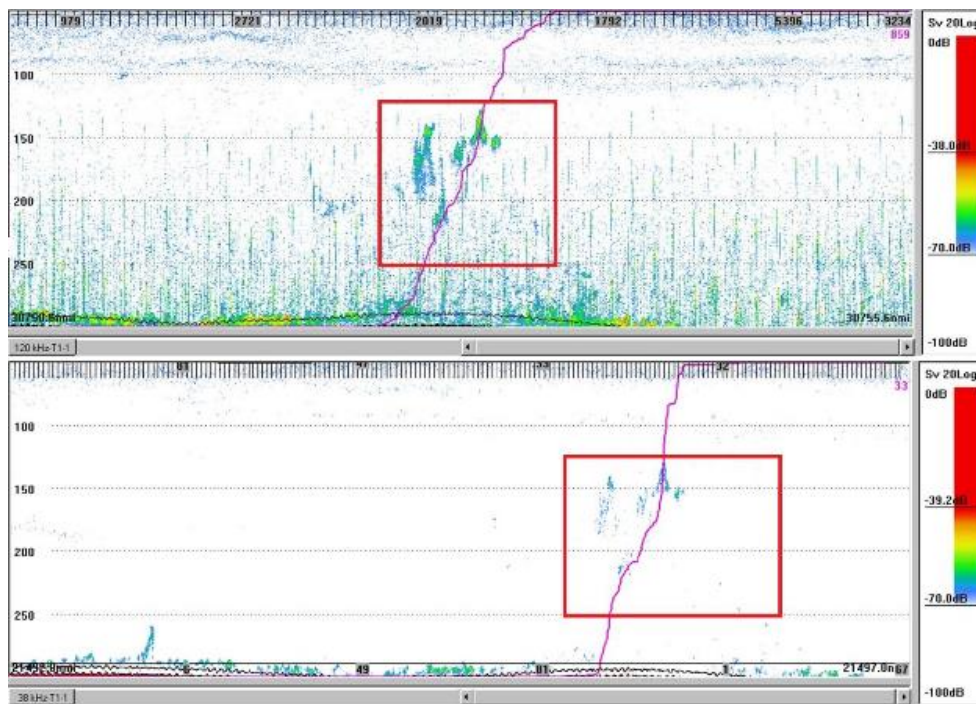 979 2721 2019 1792 5396 3234
859
100
150
200
250
30755.6nmi
120 kHz-T1-1
Sv 20Log
0dB
-38.0dB
-70.0dB
-100dB
33
100
150
200
250
49
21497.0n
67
38 kHz-T1-1
Sv 20Log
0dB
-39.2dB
-70.0dB
-100dB